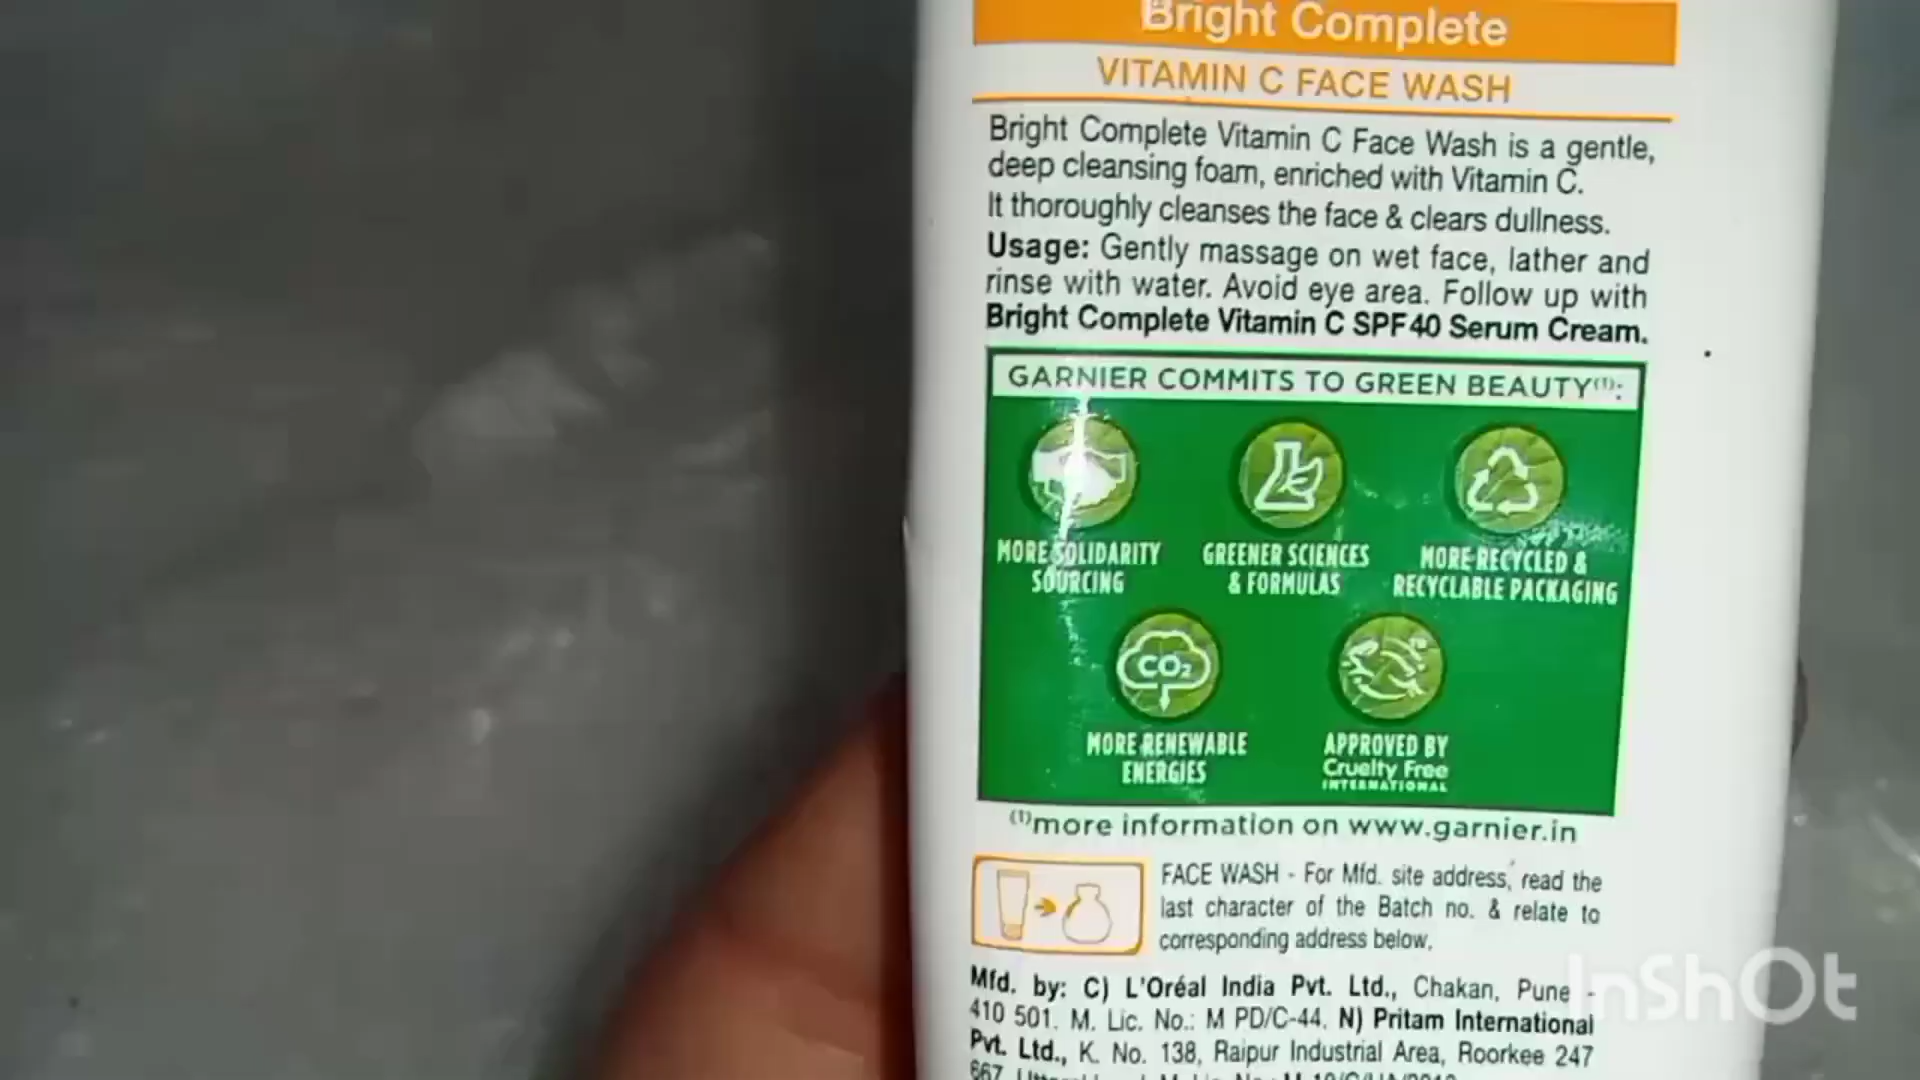 Bright Complete
VITAMIN C FACE WASH
Bright Complete Vitamin C Face Wash is a gentle,
deep cleansing foam, enriched with Vitamin C.
It thoroughly cleanses the face & clears dullness.
Usage: Gently massage on wet face, lather and
rinse with water. Avoid eye area. Follow up with
Bright Complete Vitamin C SPF40 Serum Cream.
GARNIER COMMITS TO GREEN BEAUTY(1):
MORE SOLIDARITY
SOURCING
GREENER SCIENCES
& FORMULAS
MORE RECYCLED &
RECYCLABLE PACKAGING
CO2
MORE RENEWABLE
ENERGIES
APPROVED BY
Cruelty Free
INTERNATIONAL
(1)more information on www.garnier.in
FACE WASH - For Mfd. site address, read the
last character of the Batch no. & relate to
corresponding address below.
Mfd. by: C) L'Oréal India Pvt. Ltd., Chakan, Pune -
410 501. M. Lic. No.: M PD/C-44, N) Pritam International
Pvt. Ltd., K. No. 138, Raipur Industrial Area, Roorkee 247
667,
InShOt